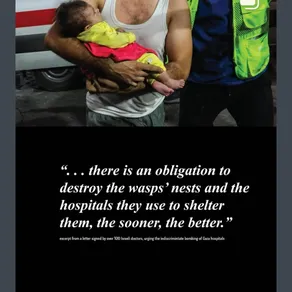 “. . . there is an obligation to
destroy the wasps’ nests and the
hospitals they use to shelter
them, the sooner, the better.”
excerpt from a letter signed by over 100 Israeli doctors, urging the indiscriminate bombing of Gaza hospitals